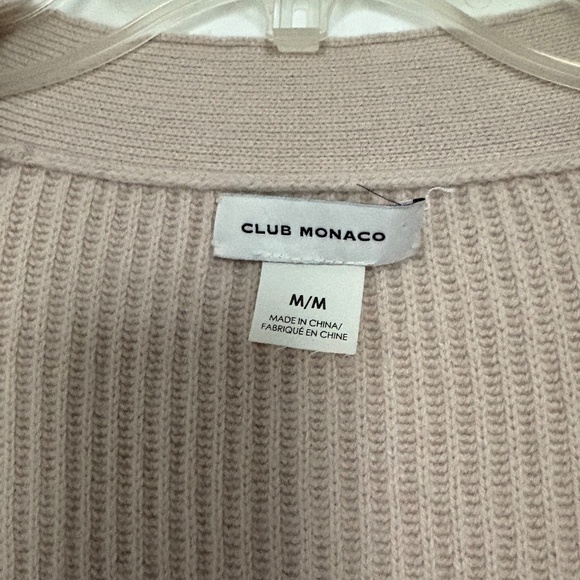 CLUB MONACO
M/M
MADE IN CHINA/
FABRIQUÉ EN CHINE